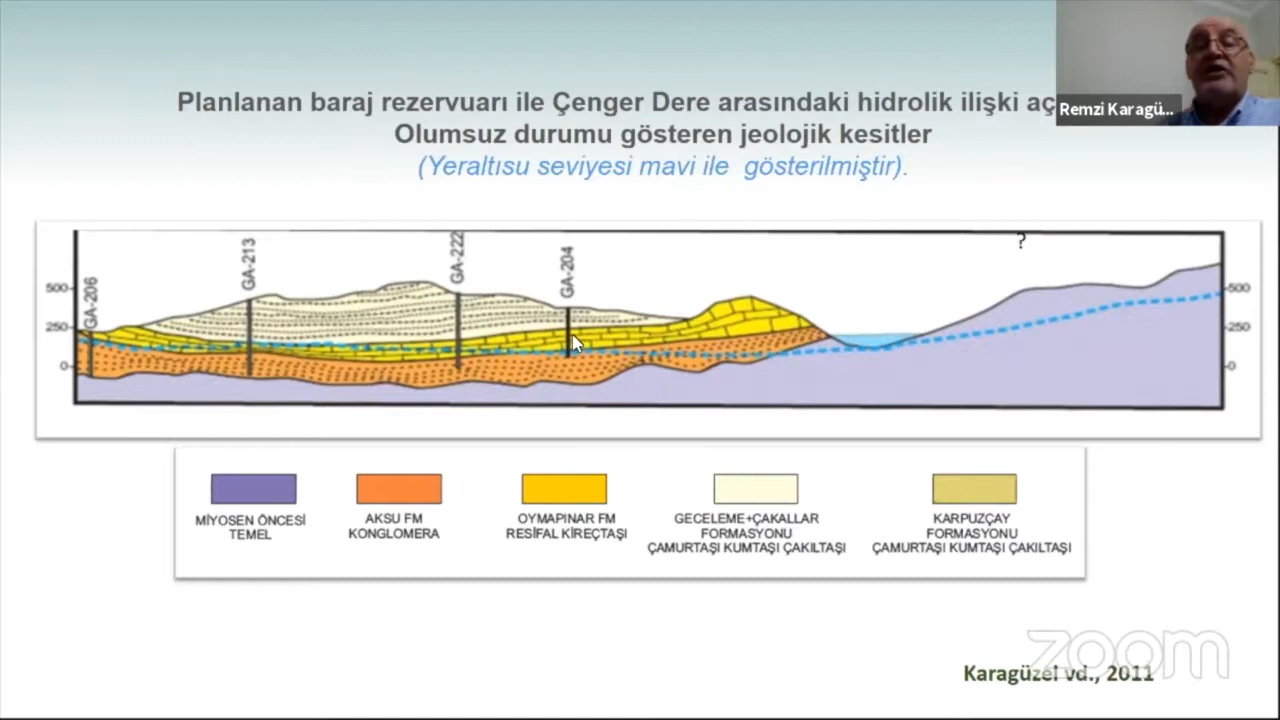 Planlanan baraj rezervuarı ile Çenger Dere arasındaki hidrolik ilişki aç
Olumsuz durumu gösteren jeolojik kesitler
(Yeraltısu seviyesi mavi ile gösterilmiştir).
Remzi Karagü...
?
GA-206
GA-213
GA-222
GA-204
500
250
0
500
250
0
MİYOSEN ÖNCESİ
TEMEL
AKSU FM
KONGLOMERA
OYMAPINAR FM
RESİFAL KİREÇTAŞI
GECELEME+ÇAKALLAR
FORMASYONU
ÇAMURTAŞI KUMTAŞI ÇAKILTAŞI
KARPUZÇAY
FORMASYONU
ÇAMURTAŞI KUMTAŞI ÇAKILTAŞI
zoom
Karagüzel vd., 2011